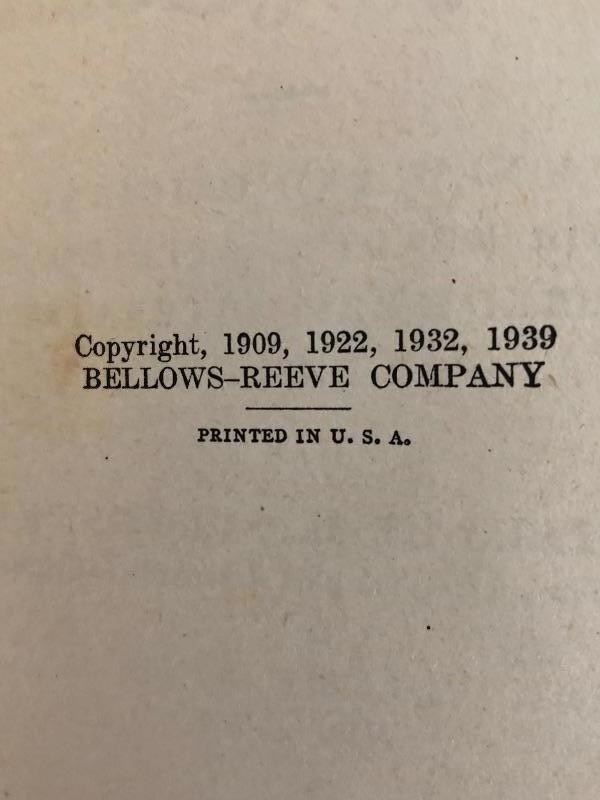 Copyright, 1909, 1922, 1932, 1939
BELLOWS-REEVE COMPANY
PRINTED IN U. S. A.